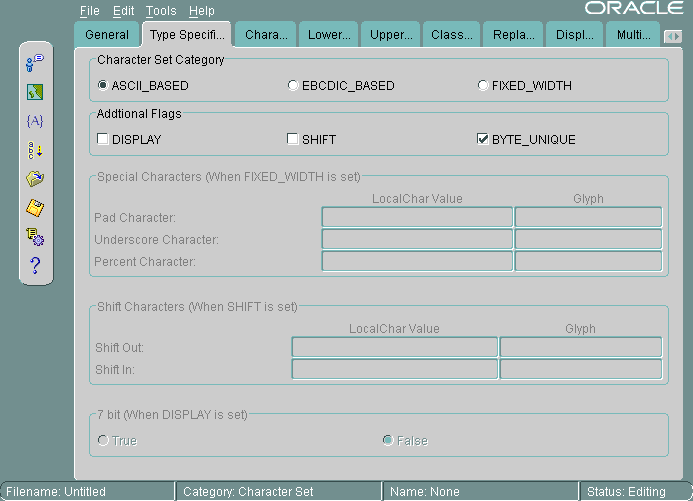 File Edit Tools Help
ORACLE
General Type Specifi... Chara... Lower... Upper... Class... Repla... Displ... Multi...
Character Set Category
ASCII_BASED EBCDIC_BASED FIXED_WIDTH
Addtional Flags
DISPLAY SHIFT BYTE_UNIQUE
Special Characters (When FIXED_WIDTH is set)
LocalChar Value Glyph
Pad Character:
Underscore Character:
Percent Character:
Shift Characters (When SHIFT is set)
LocalChar Value Glyph
Shift Out:
Shift In:
7 bit (When DISPLAY is set)
True False
Filename: Untitled Category: Character Set Name: None Status: Editing